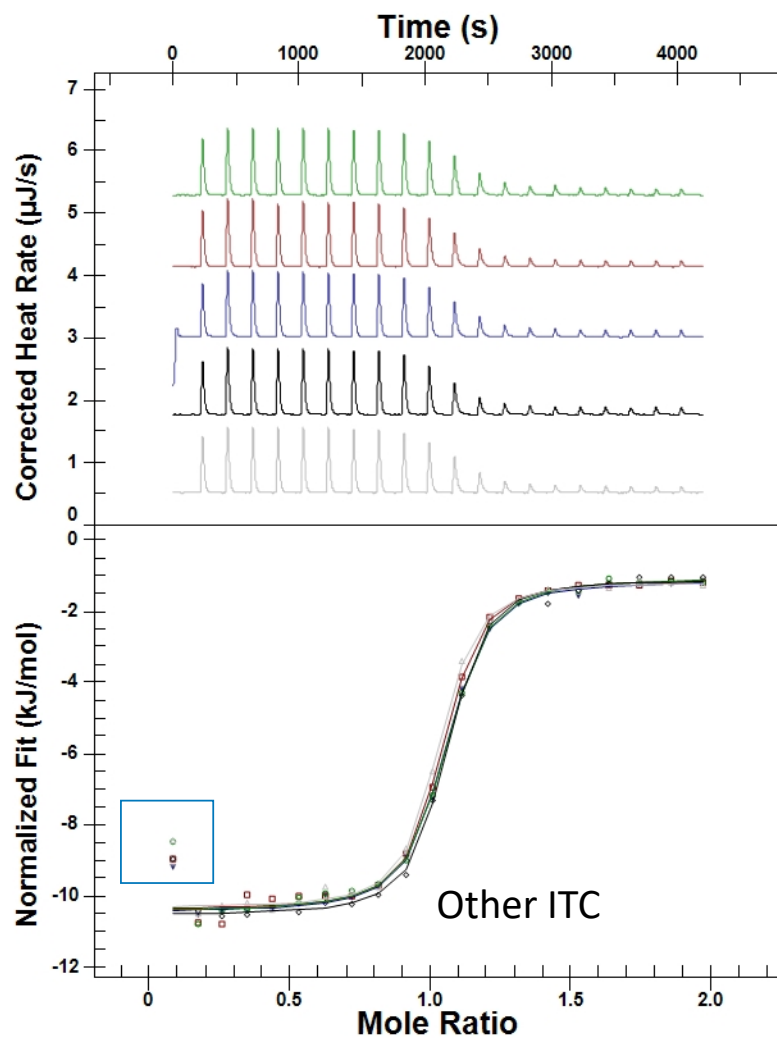 Time (s)
0 1000 2000 3000 4000
Corrected Heat Rate (µJ/s)
7
6
5
4
3
2
1
0
Normalized Fit (kJ/mol)
0
-2
-4
-6
-8
-10
-12
Other ITC
0 0.5 1.0 1.5 2.0
Mole Ratio